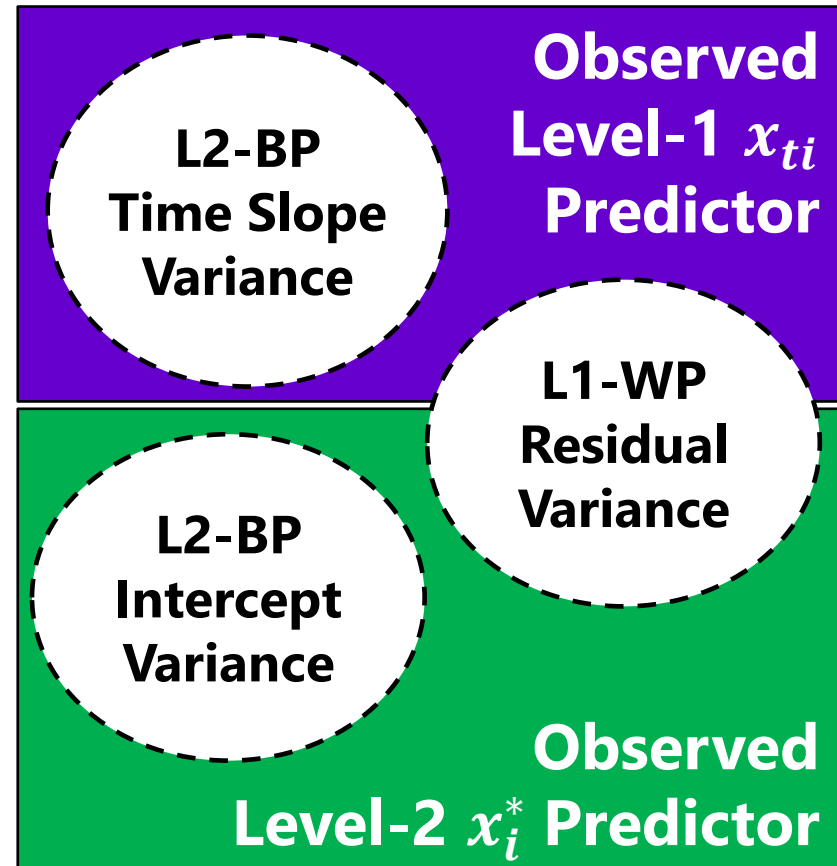 Observed
Level-1 xₜᵢ
Predictor
L2-BP
Time Slope
Variance
L1-WP
Residual
Variance
L2-BP
Intercept
Variance
Observed
Level-2 xᵢ* Predictor